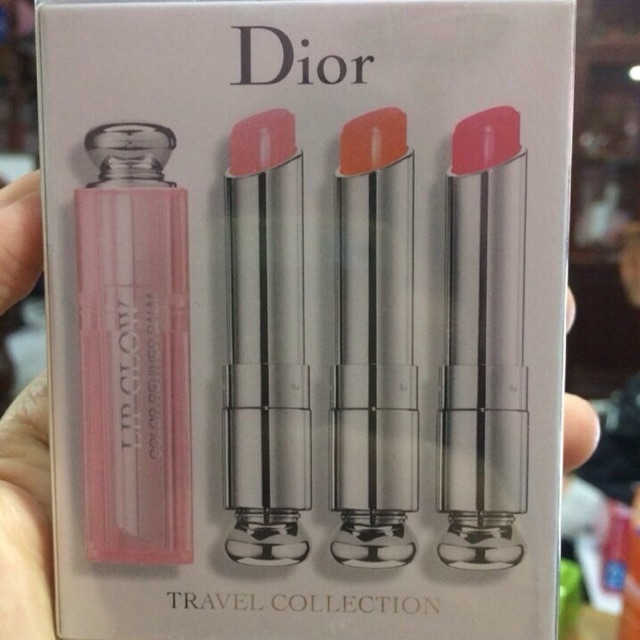 Dior
LIP GLOW
COLOR REVIVER BALM
TRAVEL COLLECTION